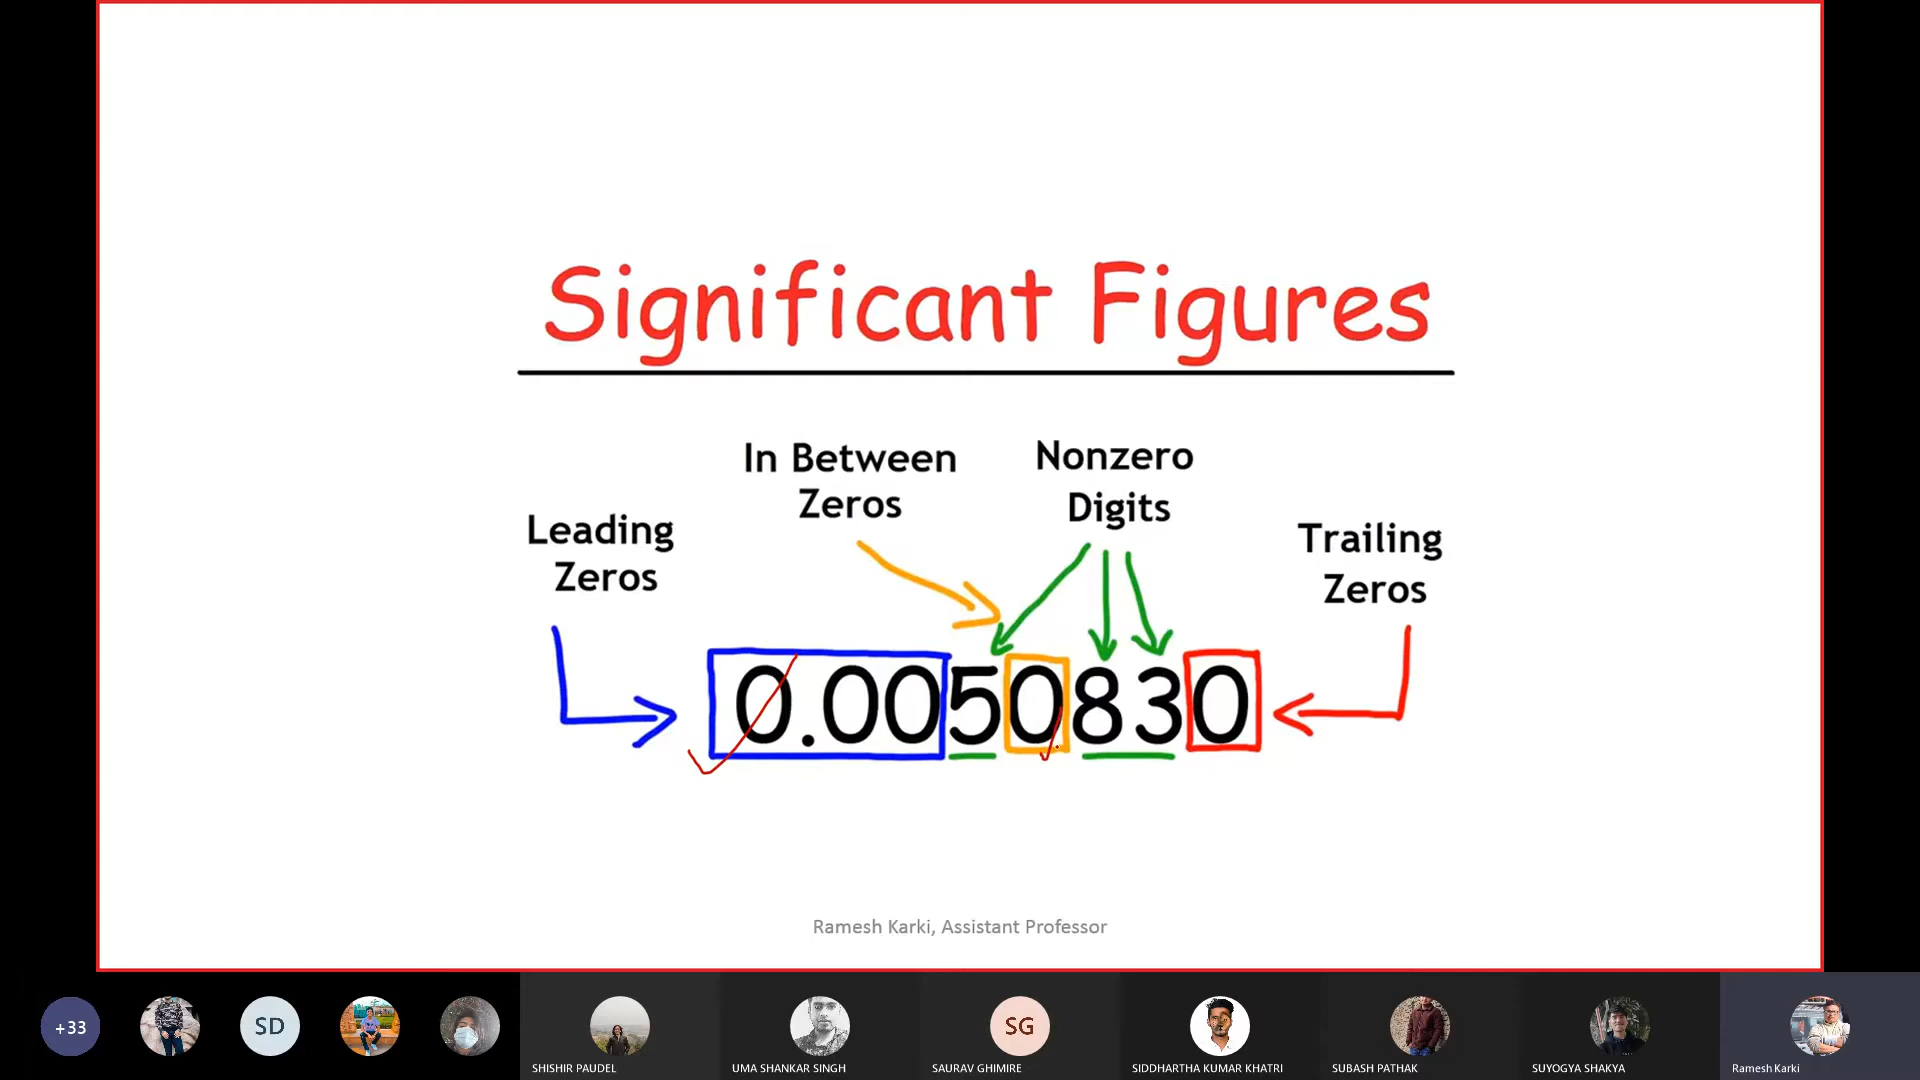 Significant Figures
In Between
Zeros
Nonzero
Digits
Leading
Zeros
Trailing
Zeros
0.0050830
Ramesh Karki, Assistant Professor
+33
SD
SG
SHISHIR PAUDEL
UMA SHANKAR SINGH
SAURAV GHIMIRE
SIDDHARTHA KUMAR KHATRI
SUBASH PATHAK
SUYOGYA SHAKYA
Ramesh Karki